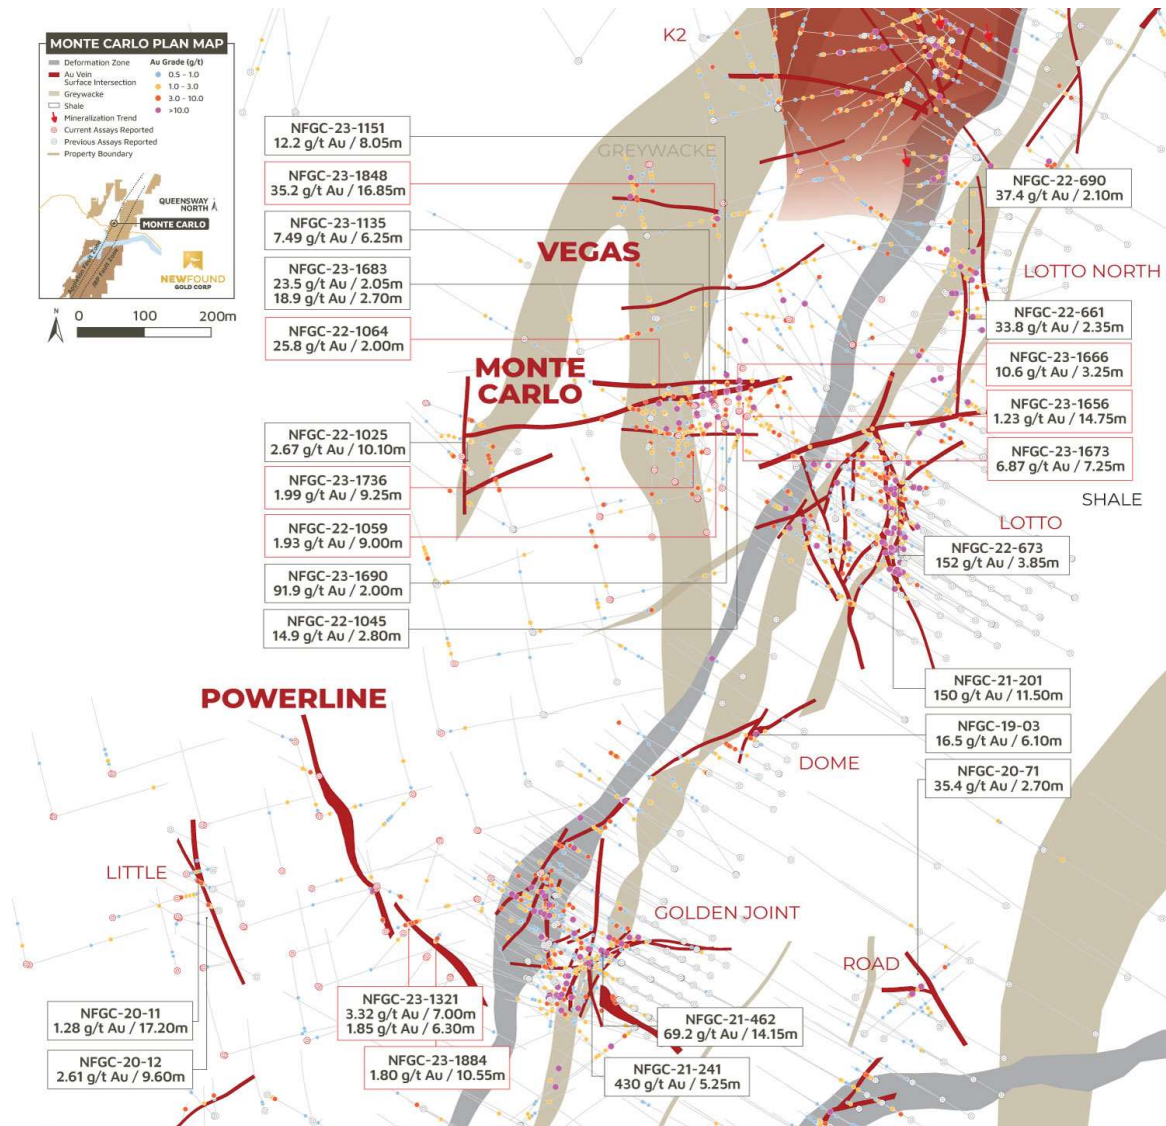 MONTE CARLO PLAN MAP
Deformation Zone
Au Vein
Surface Intersection
Greywacke
Shale
Mineralization Trend
Current Assays Reported
Previous Assays Reported
Property Boundary
Au Grade (g/t)
0.5 - 1.0
1.0 - 3.0
3.0 - 10.0
>10.0
QUEENSWAY
NORTH
MONTE CARLO
Appleton Fault Zone
JBP Fault Zone
NEWFOUND
GOLD CORP
N
0 100 200m
K2
GREYWACKE
NFGC-23-1151
12.2 g/t Au / 8.05m
NFGC-23-1848
35.2 g/t Au / 16.85m
NFGC-23-1135
7.49 g/t Au / 6.25m
NFGC-23-1683
23.5 g/t Au / 2.05m
18.9 g/t Au / 2.70m
NFGC-22-1064
25.8 g/t Au / 2.00m
VEGAS
MONTE
CARLO
NFGC-22-690
37.4 g/t Au / 2.10m
LOTTO NORTH
NFGC-22-661
33.8 g/t Au / 2.35m
NFGC-23-1666
10.6 g/t Au / 3.25m
NFGC-23-1656
1.23 g/t Au / 14.75m
NFGC-23-1673
6.87 g/t Au / 7.25m
SHALE
LOTTO
NFGC-22-1025
2.67 g/t Au / 10.10m
NFGC-23-1736
1.99 g/t Au / 9.25m
NFGC-22-1059
1.93 g/t Au / 9.00m
NFGC-23-1690
91.9 g/t Au / 2.00m
NFGC-22-1045
14.9 g/t Au / 2.80m
NFGC-22-673
152 g/t Au / 3.85m
NFGC-21-201
150 g/t Au / 11.50m
NFGC-19-03
16.5 g/t Au / 6.10m
NFGC-20-71
35.4 g/t Au / 2.70m
POWERLINE
DOME
LITTLE
GOLDEN JOINT
ROAD
NFGC-20-11
1.28 g/t Au / 17.20m
NFGC-20-12
2.61 g/t Au / 9.60m
NFGC-23-1321
3.32 g/t Au / 7.00m
1.85 g/t Au / 6.30m
NFGC-23-1884
1.80 g/t Au / 10.55m
NFGC-21-462
69.2 g/t Au / 14.15m
NFGC-21-241
430 g/t Au / 5.25m